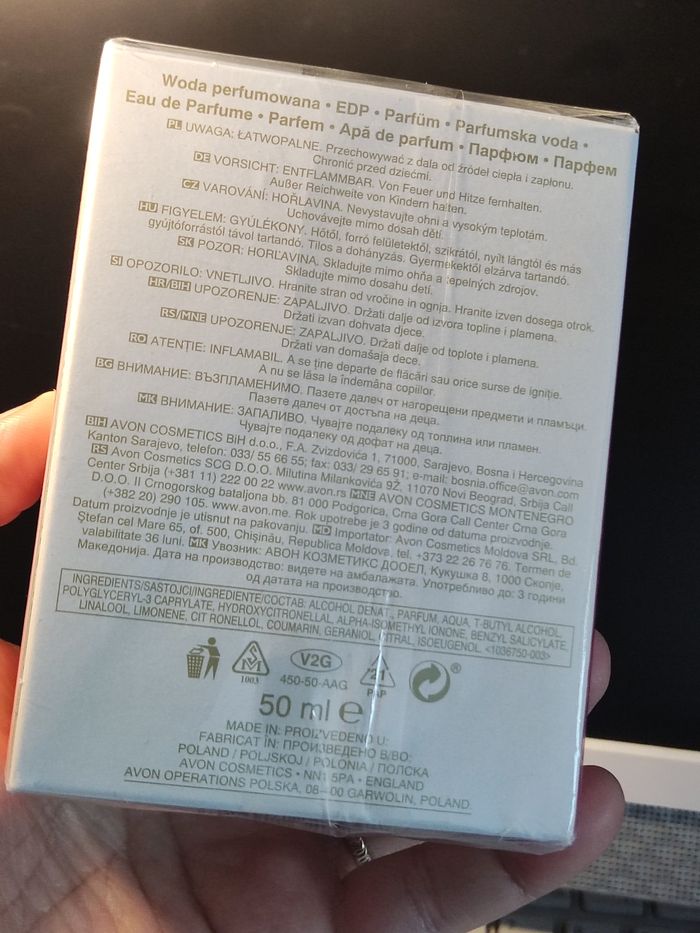 Woda perfumowana • EDP • Parfüm • Parfumska voda •
Eau de Parfume • Parfem • Apă de parfum • Парфюм • Парфем
PL UWAGA: ŁATWOPALNE. Przechowywać z dala od źródeł ciepła i zapłonu.
Chronić przed dziećmi.
DE VORSICHT: ENTFLAMMBAR. Von Feuer und Hitze fernhalten.
Außer Reichweite von Kindern halten.
CZ VAROVÁNÍ: HOŘLAVINA. Nevystavujte ohni a vysokým teplotám.
Uchovávejte mimo dosah dětí.
HU FIGYELEM: GYÚLÉKONY. Hőtől, forró felületektől, szikrától, nyílt lángtól és más
gyújtóforrástól távol tartandó. Tilos a dohányzás. Gyermekektől elzárva tartandó.
SK POZOR: HORĽAVINA. Skladujte mimo ohňa a tepelných zdrojov.
Skladujte mimo dosahu detí.
SI OPOZORILO: VNETLJIVO. Hranite stran od vročine in ognja. Hranite izven dosega otrok.
HR/BIH UPOZORENJE: ZAPALJIVO. Držati dalje od izvora topline i plamena.
Držati izvan dohvata djece.
RS/MNE UPOZORENJE: ZAPALJIVO. Držati dalje od toplote i plamena.
Držati van domašaja dece.
RO ATENȚIE: INFLAMABIL. A se ține departe de flăcări sau orice surse de igniție.
A nu se lăsa la îndemâna copiilor.
BG ВНИМАНИЕ: ВЪЗПЛАМЕНИМО. Пазете далеч от нагорещени предмети и пламъци.
Пазете далеч от достъпа на деца.
MK ВНИМАНИЕ: ЗАПАЛИВО. Чувајте подалеку од топлина или пламен.
Чувајте подалеку од дофат на деца.
BIH AVON COSMETICS BiH d.o.o., F.A. Zvizdovića 1, 71000, Sarajevo, Bosna i Hercegovina
Kanton Sarajevo, telefon: 033/ 55 66 55; fax: 033/ 29 65 91; e-mail: bosnia.office@avon.com
RS Avon Cosmetics SCG D.O.O. Milutina Milankovića 9Ž, 11070 Novi Beograd, Srbija Call
Center Srbija (+381 11) 222 00 22 www.avon.rs MNE AVON COSMETICS MONTENEGRO
D.O.O. II Crnogorskog bataljona bb. 81 000 Podgorica, Crna Gora Call Center Crna Gora
(+382 20) 290 105. www.avon.me. Rok upotrebe je 3 godine od datuma proizvodnje.
Datum proizvodnje je utisnut na pakovanju. MD Importator: Avon Cosmetics Moldova SRL, Bd.
Ștefan cel Mare 65, of. 500, Chișinău, Republica Moldova, tel. +373 22 26 76 76. Termen de
valabilitate 36 luni. MK Увозник: АВОН КОЗМЕТИКС ДООЕЛ, Кукушка 8, 1000 Скопје,
Македонија. Дата на производство: видете на амбалажата. Употребливо до: 3 години
од датата на производство.
INGREDIENTS/SASTOJCI/INGREDIENTE/СОСТАВ: ALCOHOL DENAT., PARFUM, AQUA, T-BUTYL ALCOHOL,
POLYGLYCERYL-3 CAPRYLATE, HYDROXYCITRONELLAL, ALPHA-ISOMETHYL IONONE, BENZYL SALICYLATE,
LINALOOL, LIMONENE, CITRONELLOL, COUMARIN, GERANIOL, CITRAL, ISOEUGENOL. <1036750-003>
1003
V2G
450-50-AAG
21
PAP
®
50 ml e
MADE IN: PROIZVEDENO U:
FABRICAT ÎN: ПРОИЗВЕДЕНО В/ВО:
POLAND / POLJSKOJ / POLONIA / ПОЛСКА
AVON COSMETICS • NN1 5PA • ENGLAND
AVON OPERATIONS POLSKA, 08–400 GARWOLIN, POLAND.